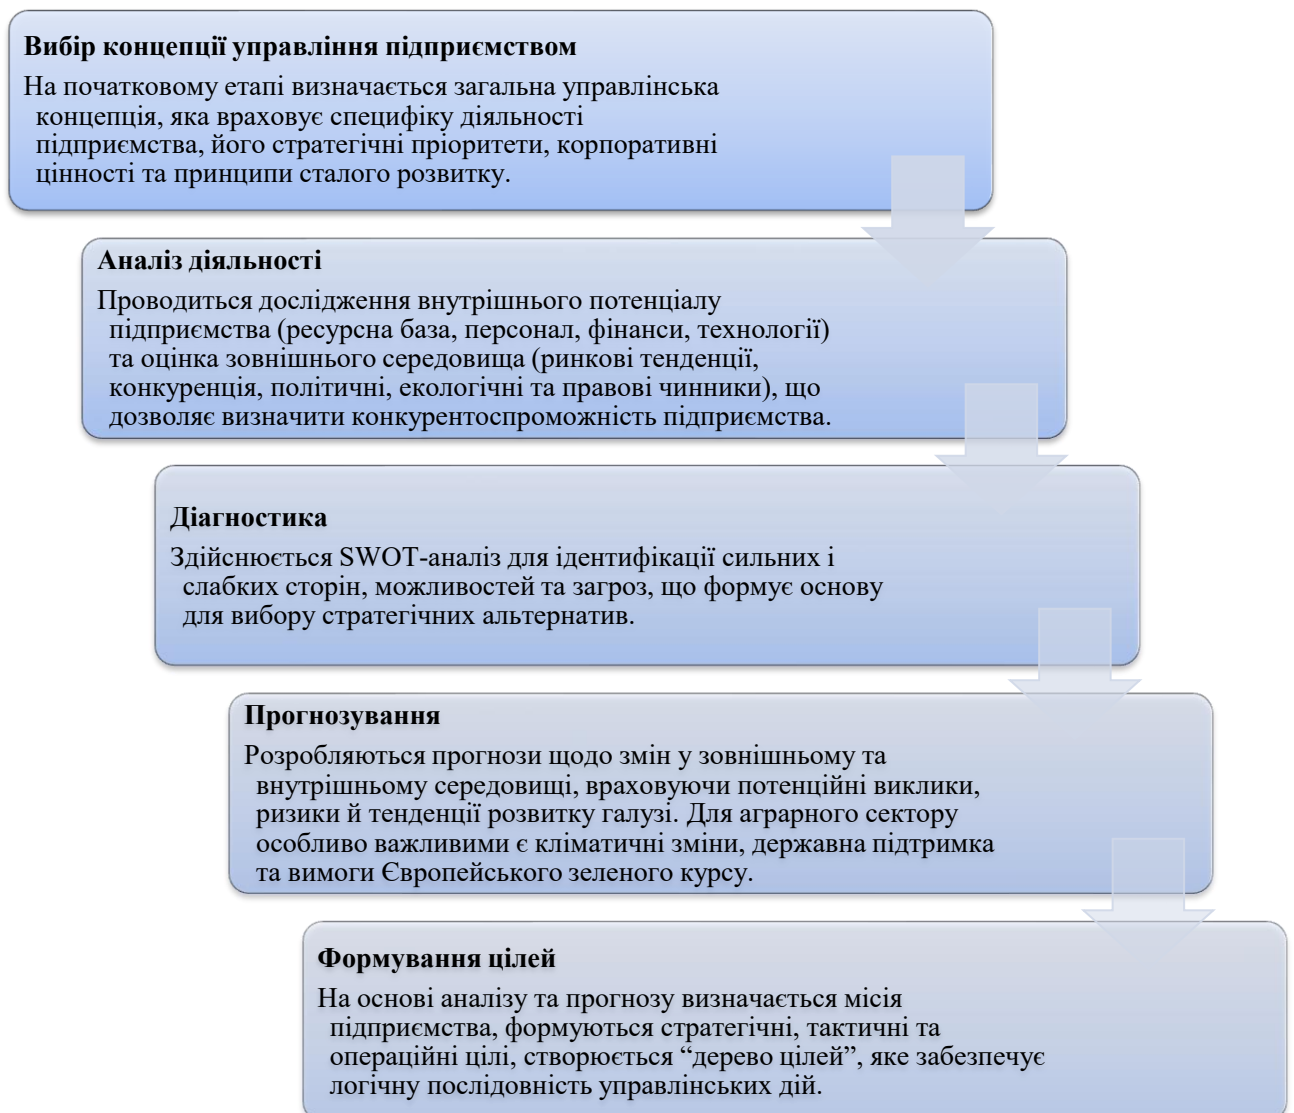 Вибір концепції управління підприємством
На початковому етапі визначається загальна управлінська
концепція, яка враховує специфіку діяльності
підприємства, його стратегічні пріоритети, корпоративні
цінності та принципи сталого розвитку.
Аналіз діяльності
Проводиться дослідження внутрішнього потенціалу
підприємства (ресурсна база, персонал, фінанси, технології)
та оцінка зовнішнього середовища (ринкові тенденції,
конкуренція, політичні, екологічні та правові чинники), що
дозволяє визначити конкурентоспроможність підприємства.
Діагностика
Здійснюється SWOT-аналіз для ідентифікації сильних і
слабких сторін, можливостей та загроз, що формує основу
для вибору стратегічних альтернатив.
Прогнозування
Розробляються прогнози щодо змін у зовнішньому та
внутрішньому середовищі, враховуючи потенційні виклики,
ризики й тенденції розвитку галузі. Для аграрного сектору
особливо важливими є кліматичні зміни, державна підтримка
та вимоги Європейського зеленого курсу.
Формування цілей
На основі аналізу та прогнозу визначається місія
підприємства, формуються стратегічні, тактичні та
операційні цілі, створюється “дерево цілей”, яке забезпечує
логічну послідовність управлінських дій.